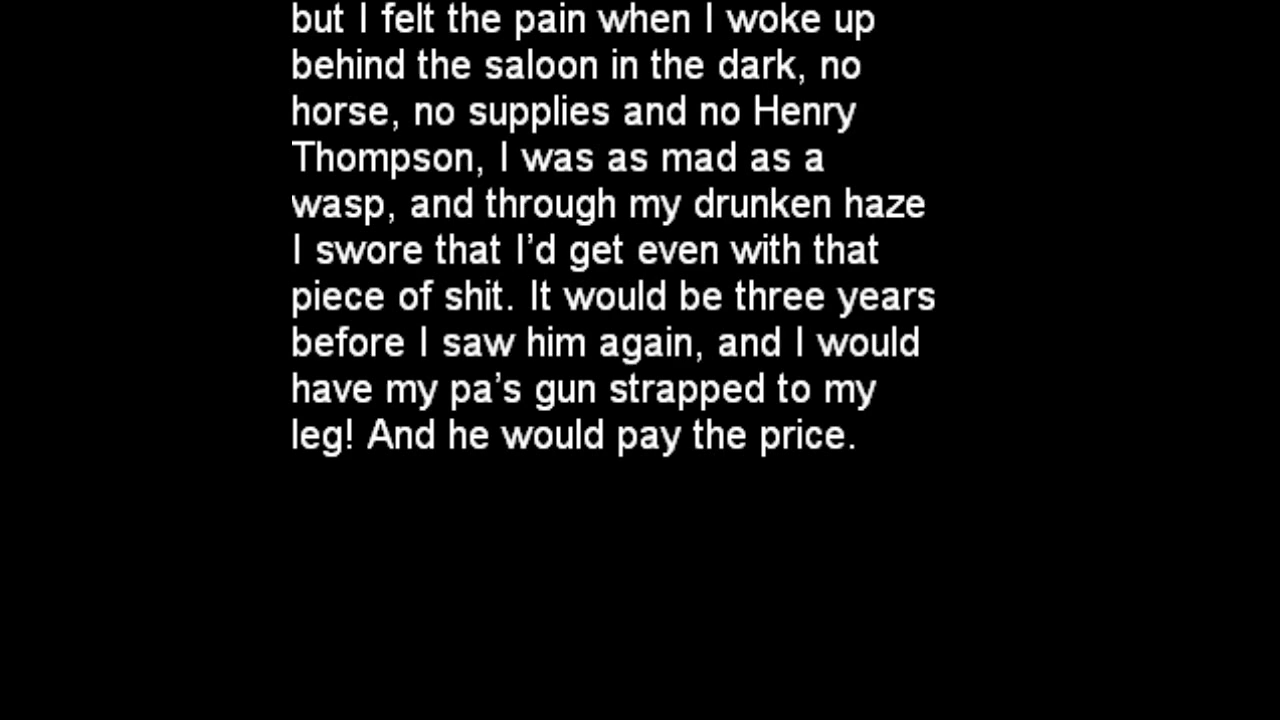 but I felt the pain when I woke up
behind the saloon in the dark, no
horse, no supplies and no Henry
Thompson, I was as mad as a
wasp, and through my drunken haze
I swore that I’d get even with that
piece of shit. It would be three years
before I saw him again, and I would
have my pa’s gun strapped to my
leg! And he would pay the price.